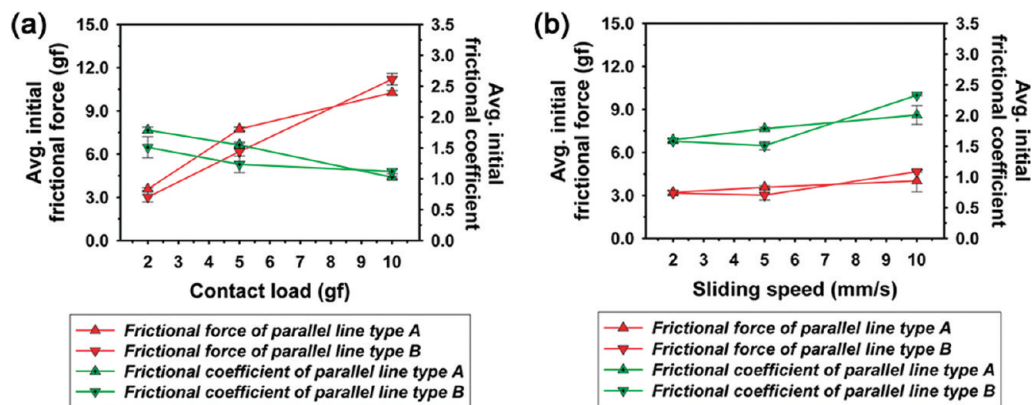 (a)
Avg. initial
frictional force (gf)
15.0
12.0
9.0
6.0
3.0
0.0
3.5
3.0
2.5
2.0
1.5
1.0
0.5
0.0
Avg. initial
frictional coefficient
2 3 4 5 6 7 8 9 10
Contact load (gf)
Frictional force of parallel line type A
Frictional force of parallel line type B
Frictional coefficient of parallel line type A
Frictional coefficient of parallel line type B
(b)
Avg. initial
frictional force (gf)
15.0
12.0
9.0
6.0
3.0
0.0
3.5
3.0
2.5
2.0
1.5
1.0
0.5
0.0
Avg. initial
frictional coefficient
2 3 4 5 6 7 8 9 10
Sliding speed (mm/s)
Frictional force of parallel line type A
Frictional force of parallel line type B
Frictional coefficient of parallel line type A
Frictional coefficient of parallel line type B